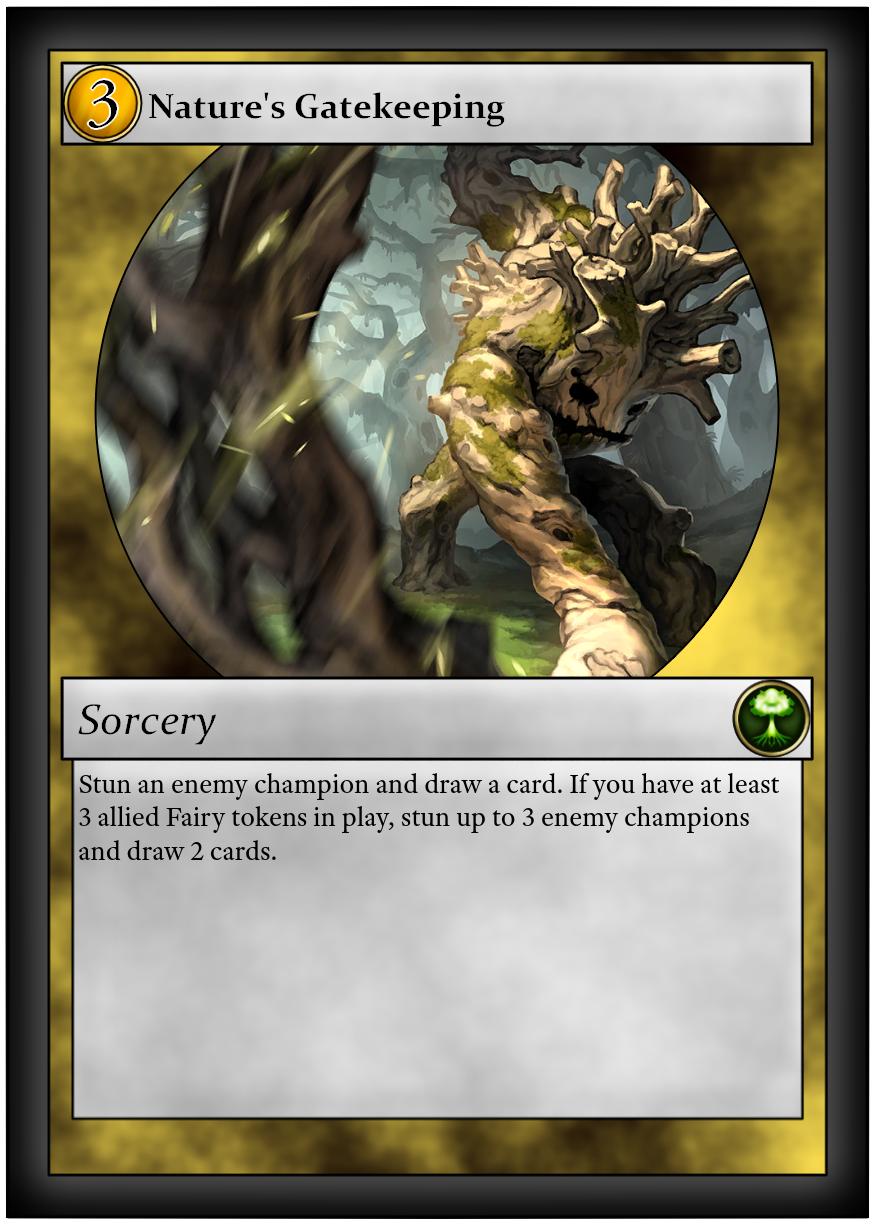 3 Nature's Gatekeeping
Sorcery
Stun an enemy champion and draw a card. If you have at least
3 allied Fairy tokens in play, stun up to 3 enemy champions
and draw 2 cards.